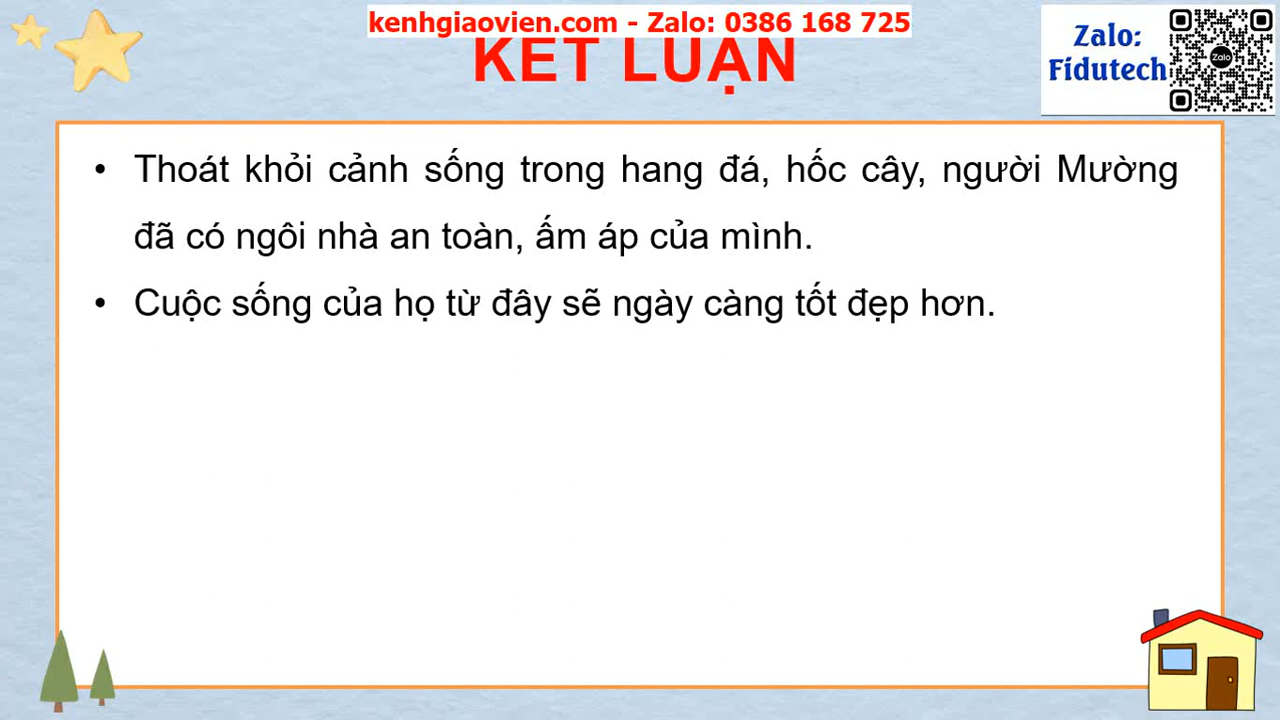 kenhgiaovien.com - Zalo: 0386 168 725
Zalo:
Fidutech
Zalo
KẾT LUẬN
• Thoát khỏi cảnh sống trong hang đá, hốc cây, người Mường
đã có ngôi nhà an toàn, ấm áp của mình.
• Cuộc sống của họ từ đây sẽ ngày càng tốt đẹp hơn.